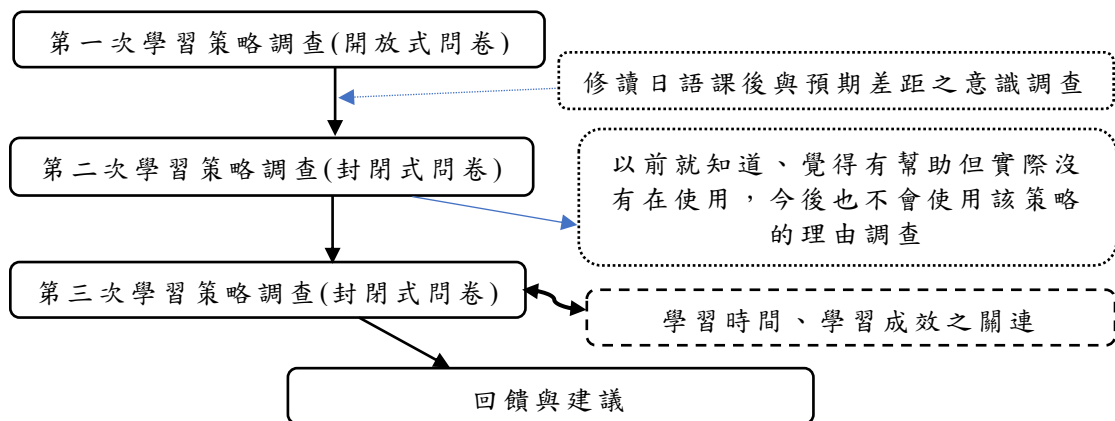 第一次學習策略調查(開放式問卷)
修讀日語課後與預期差距之意識調查
第二次學習策略調查(封閉式問卷)
以前就知道、覺得有幫助但實際沒
有在使用，今後也不會使用該策略
的理由調查
第三次學習策略調查(封閉式問卷)
學習時間、學習成效之關連
回饋與建議